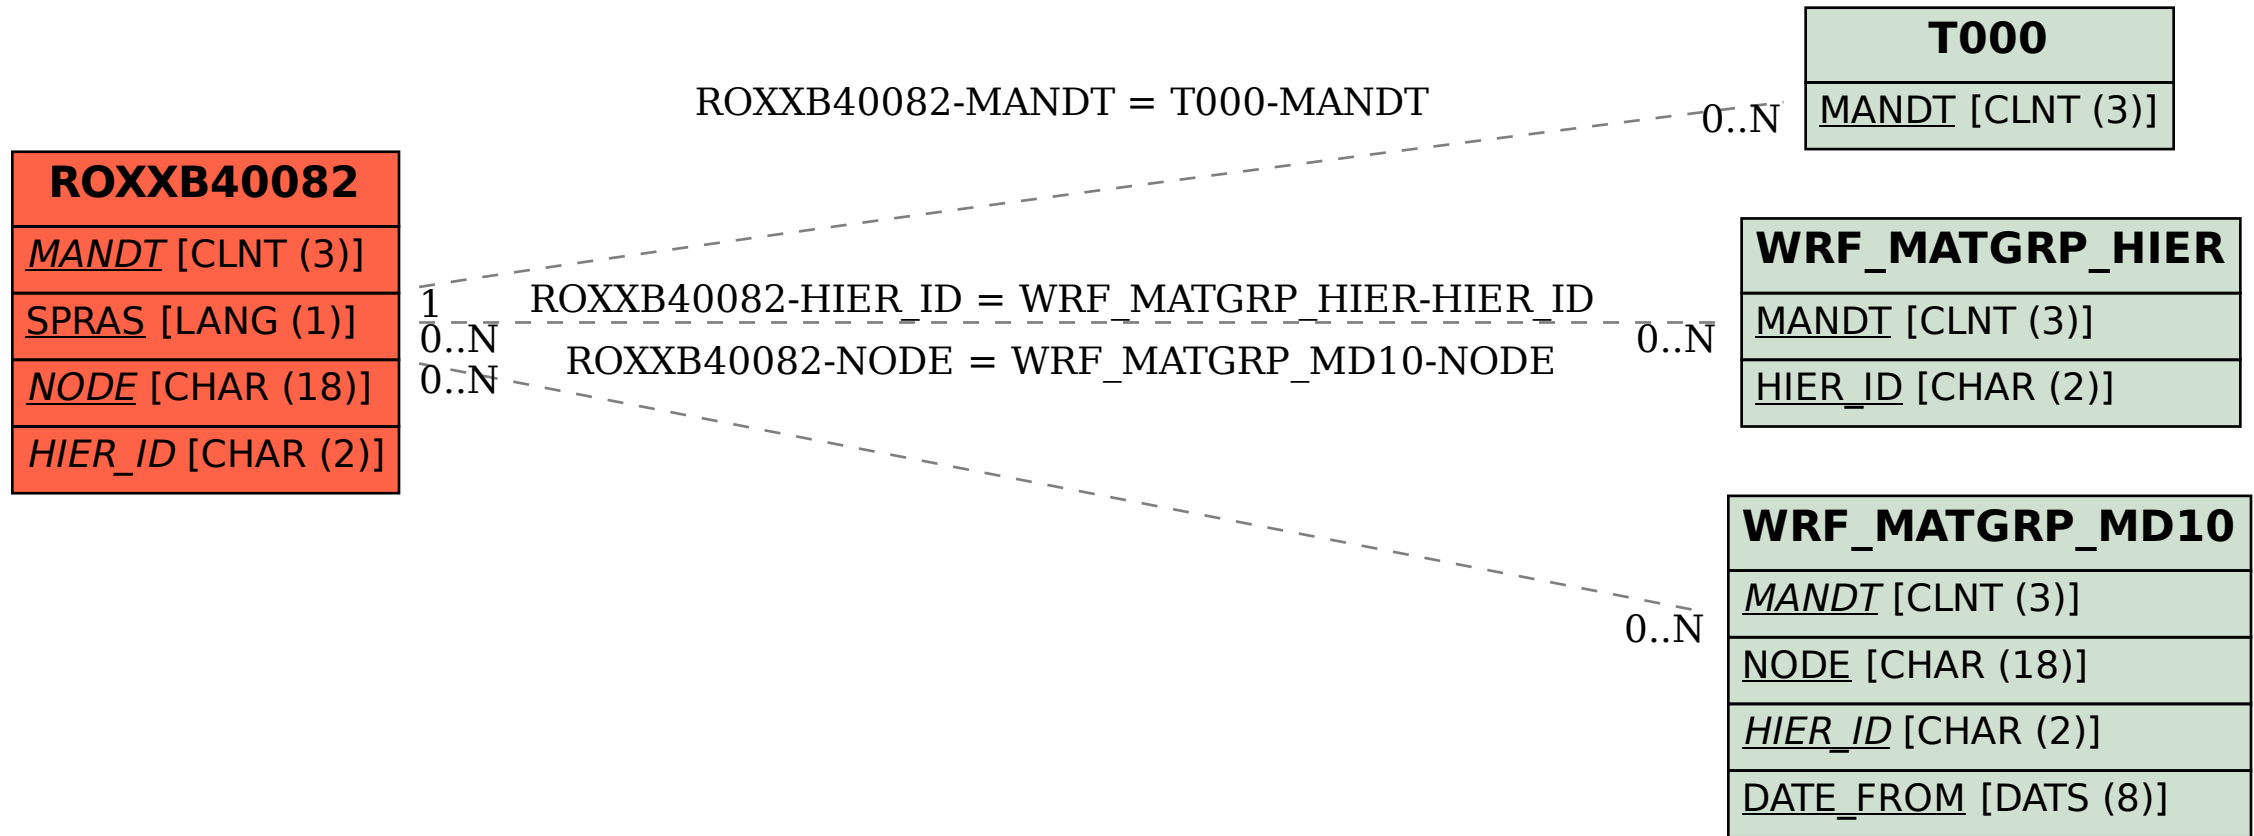 ROXXB40082
MANDT [CLNT (3)]
SPRAS [LANG (1)]
NODE [CHAR (18)]
HIER_ID [CHAR (2)]
ROXXB40082-MANDT = T000-MANDT
1
0..N
ROXXB40082-HIER_ID = WRF_MATGRP_HIER-HIER_ID
0..N
0..N
ROXXB40082-NODE = WRF_MATGRP_MD10-NODE
0..N
0..N
T000
MANDT [CLNT (3)]
WRF_MATGRP_HIER
MANDT [CLNT (3)]
HIER_ID [CHAR (2)]
WRF_MATGRP_MD10
MANDT [CLNT (3)]
NODE [CHAR (18)]
HIER_ID [CHAR (2)]
DATE_FROM [DATS (8)]